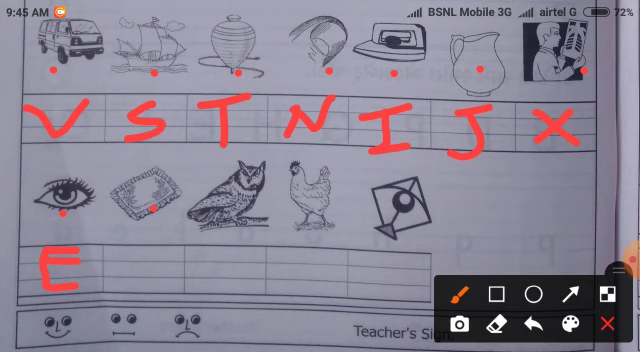 9:45 AM BSNL Mobile 3G airtel G 72%
V S T N I J X
E
Teacher's Sign.